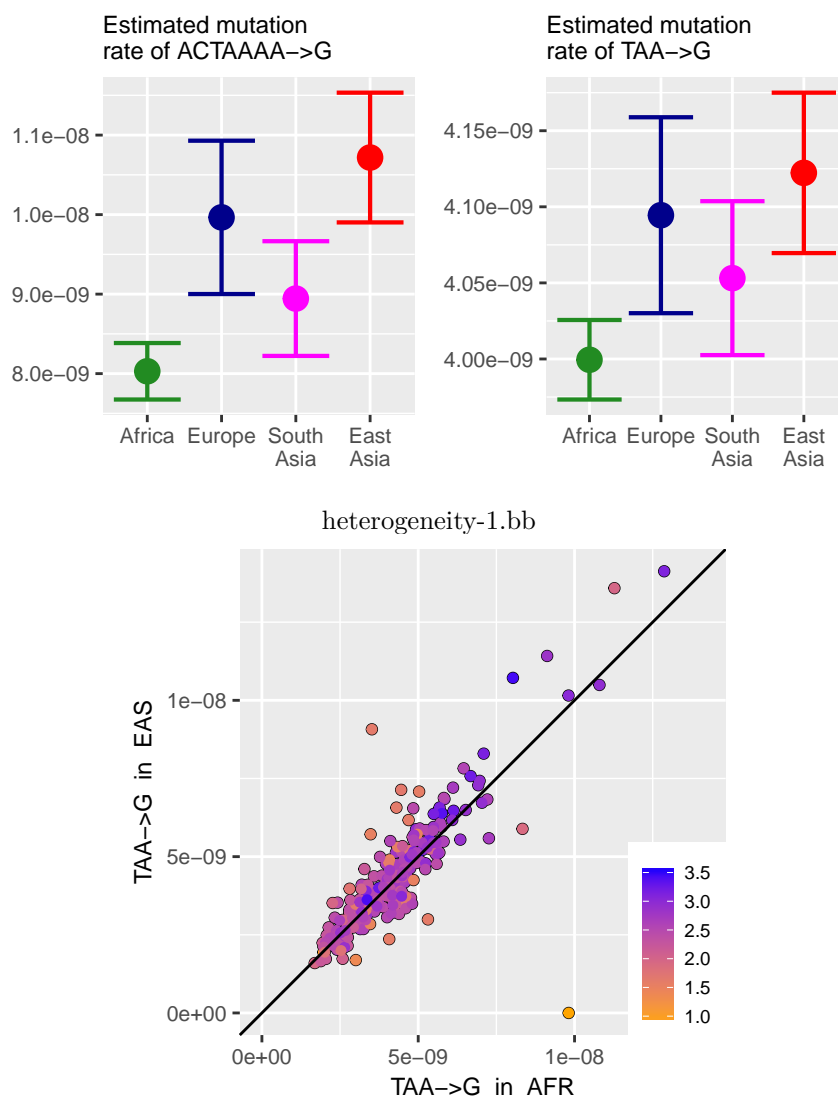 Estimated mutation
rate of ACTAAAA−>G
1.1e−08
1.0e−08
9.0e−09
8.0e−09
Africa
Europe
South
Asia
East
Asia
Estimated mutation
rate of TAA−>G
4.15e−09
4.10e−09
4.05e−09
4.00e−09
Africa
Europe
South
Asia
East
Asia
heterogeneity-1.bb
TAA−>G in EAS
1e−08
5e−09
0e+00
0e+00
5e−09
1e−08
TAA−>G in AFR
3.5
3.0
2.5
2.0
1.5
1.0